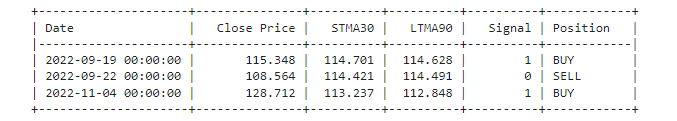 +---------------------+---------------+----------+----------+----------+------------+
| Date                |   Close Price |   STMA30 |   LTMA90 |   Signal | Position   |
|---------------------+---------------+----------+----------+----------+------------|
| 2022-09-19 00:00:00 |       115.348 |  114.701 |  114.628 |        1 | BUY        |
| 2022-09-22 00:00:00 |       108.564 |  114.421 |  114.491 |        0 | SELL       |
| 2022-11-04 00:00:00 |       128.712 |  113.237 |  112.848 |        1 | BUY        |
+---------------------+---------------+----------+----------+----------+------------+